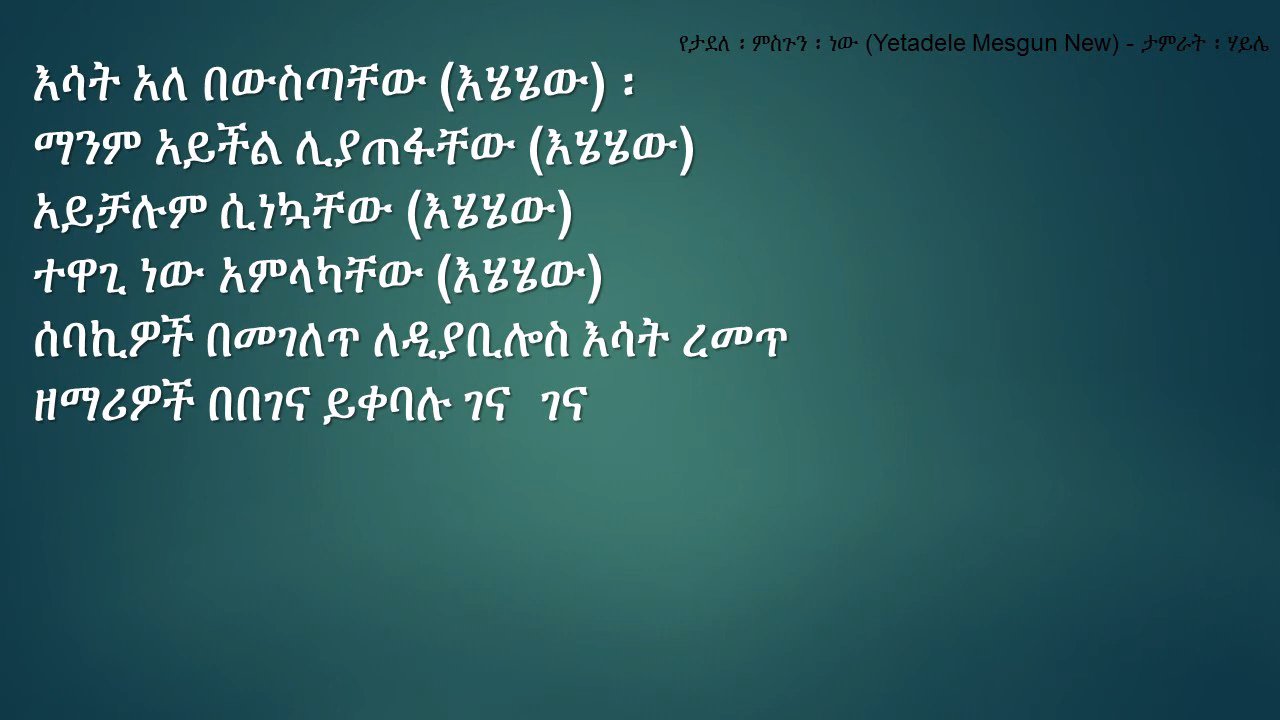 የታደለ ፡ ምስጉን ፡ ነው (Yetadele Mesgun New) - ታምራት ፡ ሃይሌ
እሳት አለ በውስጣቸው (እሄሄው) ፡
ማንም አይችል ሊያጠፋቸው (እሄሄው)
አይቻሉም ሲነኳቸው (እሄሄው)
ተዋጊ ነው አምላካቸው (እሄሄው)
ሰባኪዎች በመገለጥ ለዲያቢሎስ እሳት ረመጥ
ዘማሪዎች በበገና ይቀባሉ ገና  ገና